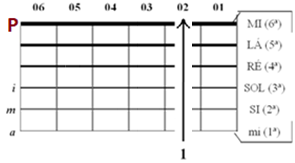 06 05 04 03 02 01
P MI (6ª)
LÁ (5ª)
RÉ (4ª)
i SOL (3ª)
m SI (2ª)
a mi (1ª)
1